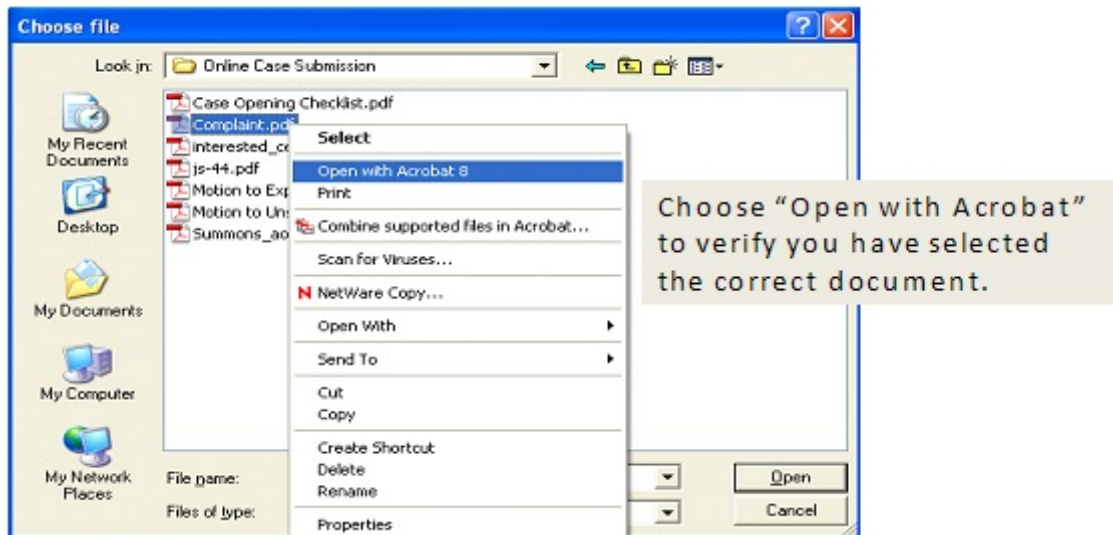 Choose file
Look in:
Online Case Submission
My Recent
Documents
Desktop
My Documents
My Computer
My Network
Places
Case Opening Checklist.pdf
Complaint.pdf
interested_ce
js-44.pdf
Motion to Exp
Motion to Uns
Summons_ao
Select
Open with Acrobat 8
Print
Combine supported files in Acrobat...
Scan for Viruses...
NetWare Copy...
Open With
Send To
Cut
Copy
Create Shortcut
Delete
Rename
Properties
File name:
Files of type:
Open
Cancel
Choose “Open with Acrobat”
to verify you have selected
the correct document.